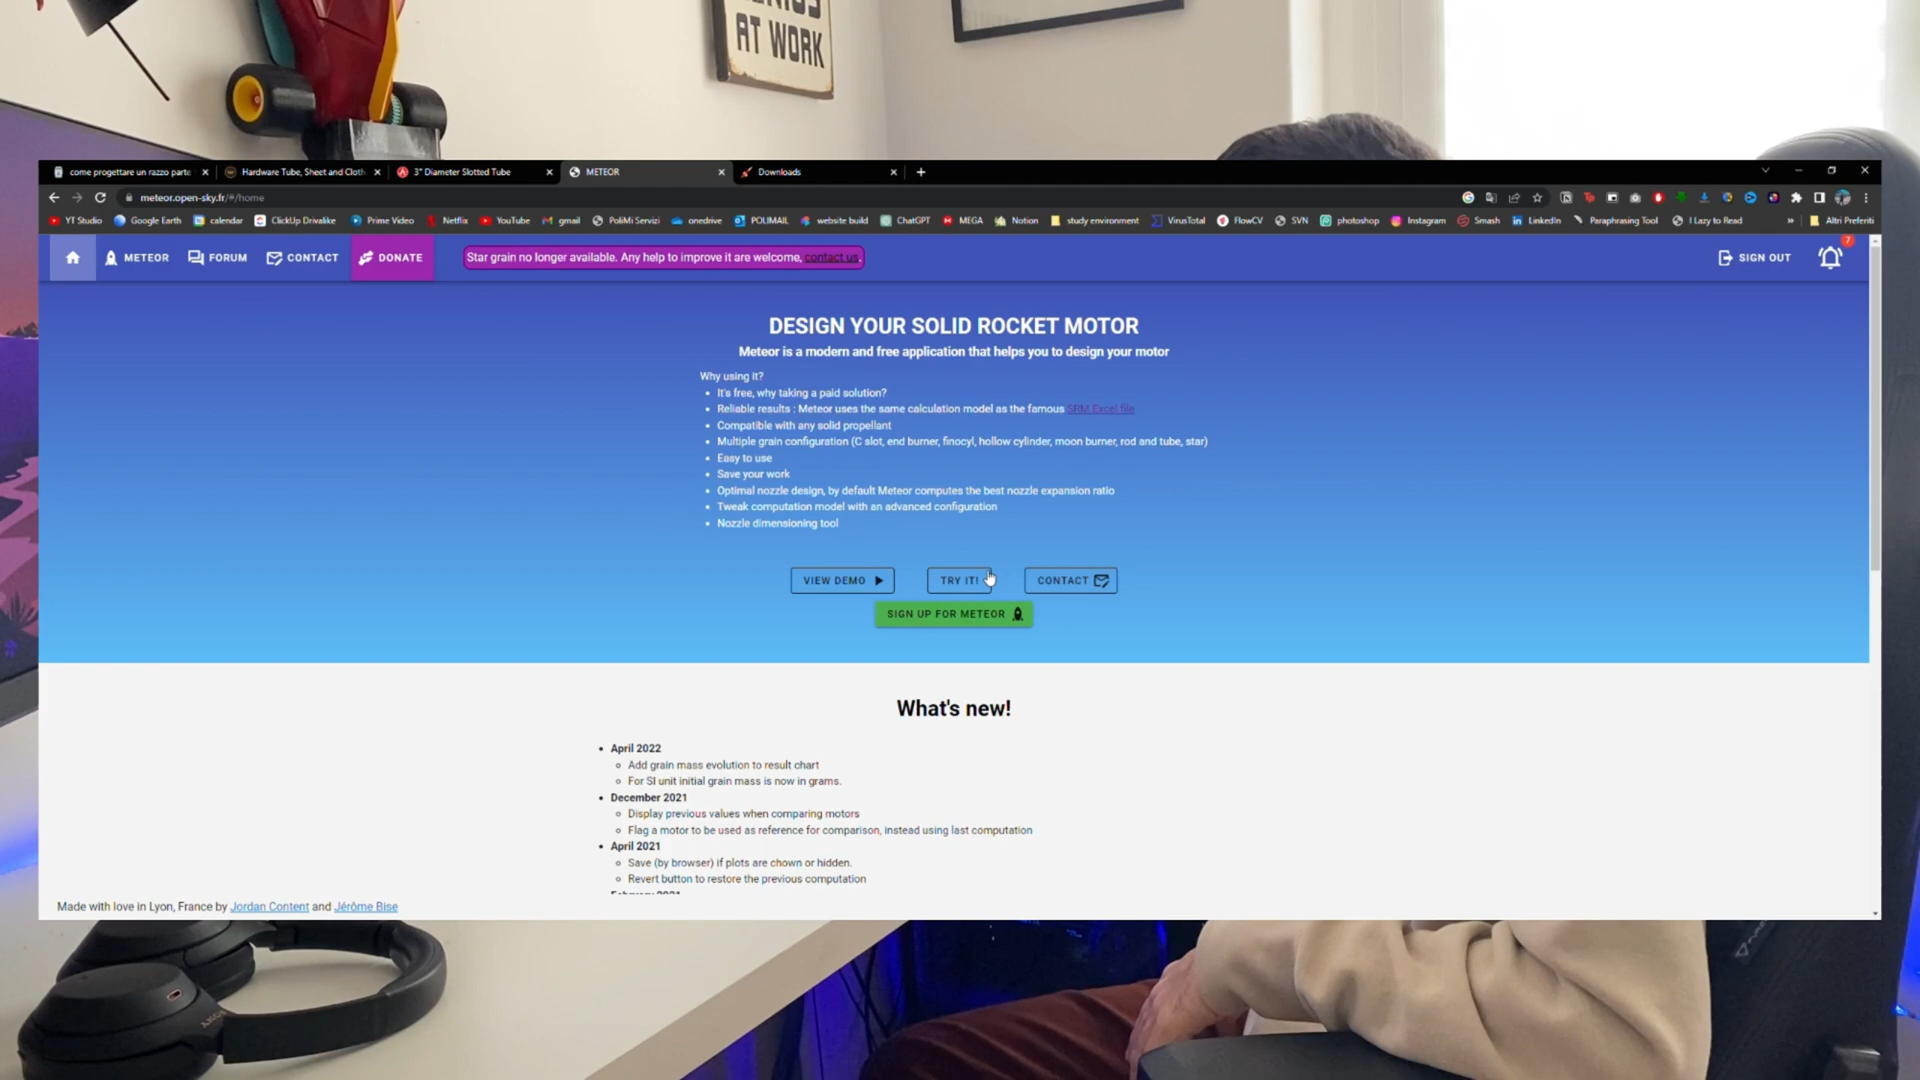 GENIUS
AT WORK
come progettare un razzo parte
Hardware Tube, Sheet and Cloth
3" Diameter Slotted Tube
METEOR
Downloads
meteor.open-sky.fr/#/home
YT Studio
Google Earth
calendar
ClickUp Drivalike
Prime Video
Netflix
YouTube
gmail
PoliMi Servizi
onedrive
POLIMAIL
website build
ChatGPT
MEGA
Notion
study environment
VirusTotal
FlowCV
SVN
photoshop
Instagram
Smash
LinkedIn
Paraphrasing Tool
I Lazy to Read
»
Altri Preferiti
METEOR
FORUM
CONTACT
DONATE
Star grain no longer available. Any help to improve it are welcome, contact us.
SIGN OUT
7
DESIGN YOUR SOLID ROCKET MOTOR
Meteor is a modern and free application that helps you to design your motor
Why using it?
• It's free, why taking a paid solution?
• Reliable results : Meteor uses the same calculation model as the famous SRM Excel file
• Compatible with any solid propellant
• Multiple grain configuration (C slot, end burner, finocyl, hollow cylinder, moon burner, rod and tube, star)
• Easy to use
• Save your work
• Optimal nozzle design, by default Meteor computes the best nozzle expansion ratio
• Tweak computation model with an advanced configuration
• Nozzle dimensioning tool
VIEW DEMO
TRY IT!
CONTACT
SIGN UP FOR METEOR
What's new!
• April 2022
Add grain mass evolution to result chart
For SI unit initial grain mass is now in grams.
• December 2021
Display previous values when comparing motors
Flag a motor to be used as reference for comparison, instead using last computation
• April 2021
Save (by browser) if plots are chown or hidden.
Revert button to restore the previous computation
Made with love in Lyon, France by Jordan Content and Jérôme Bise
SONY